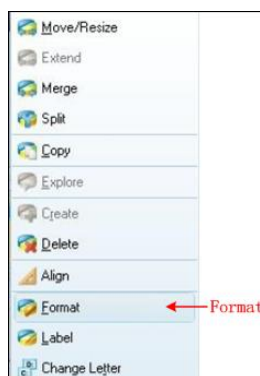 Move/Resize
Extend
Merge
Split
Copy
Explore
Create
Delete
Align
Format Format
Label
Change Letter